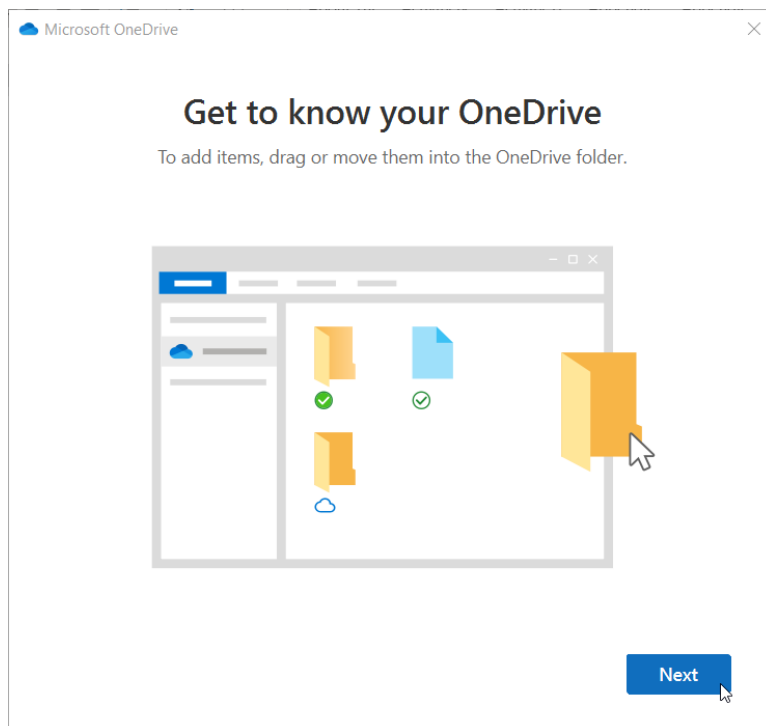 Microsoft OneDrive
Get to know your OneDrive
To add items, drag or move them into the OneDrive folder.
Next